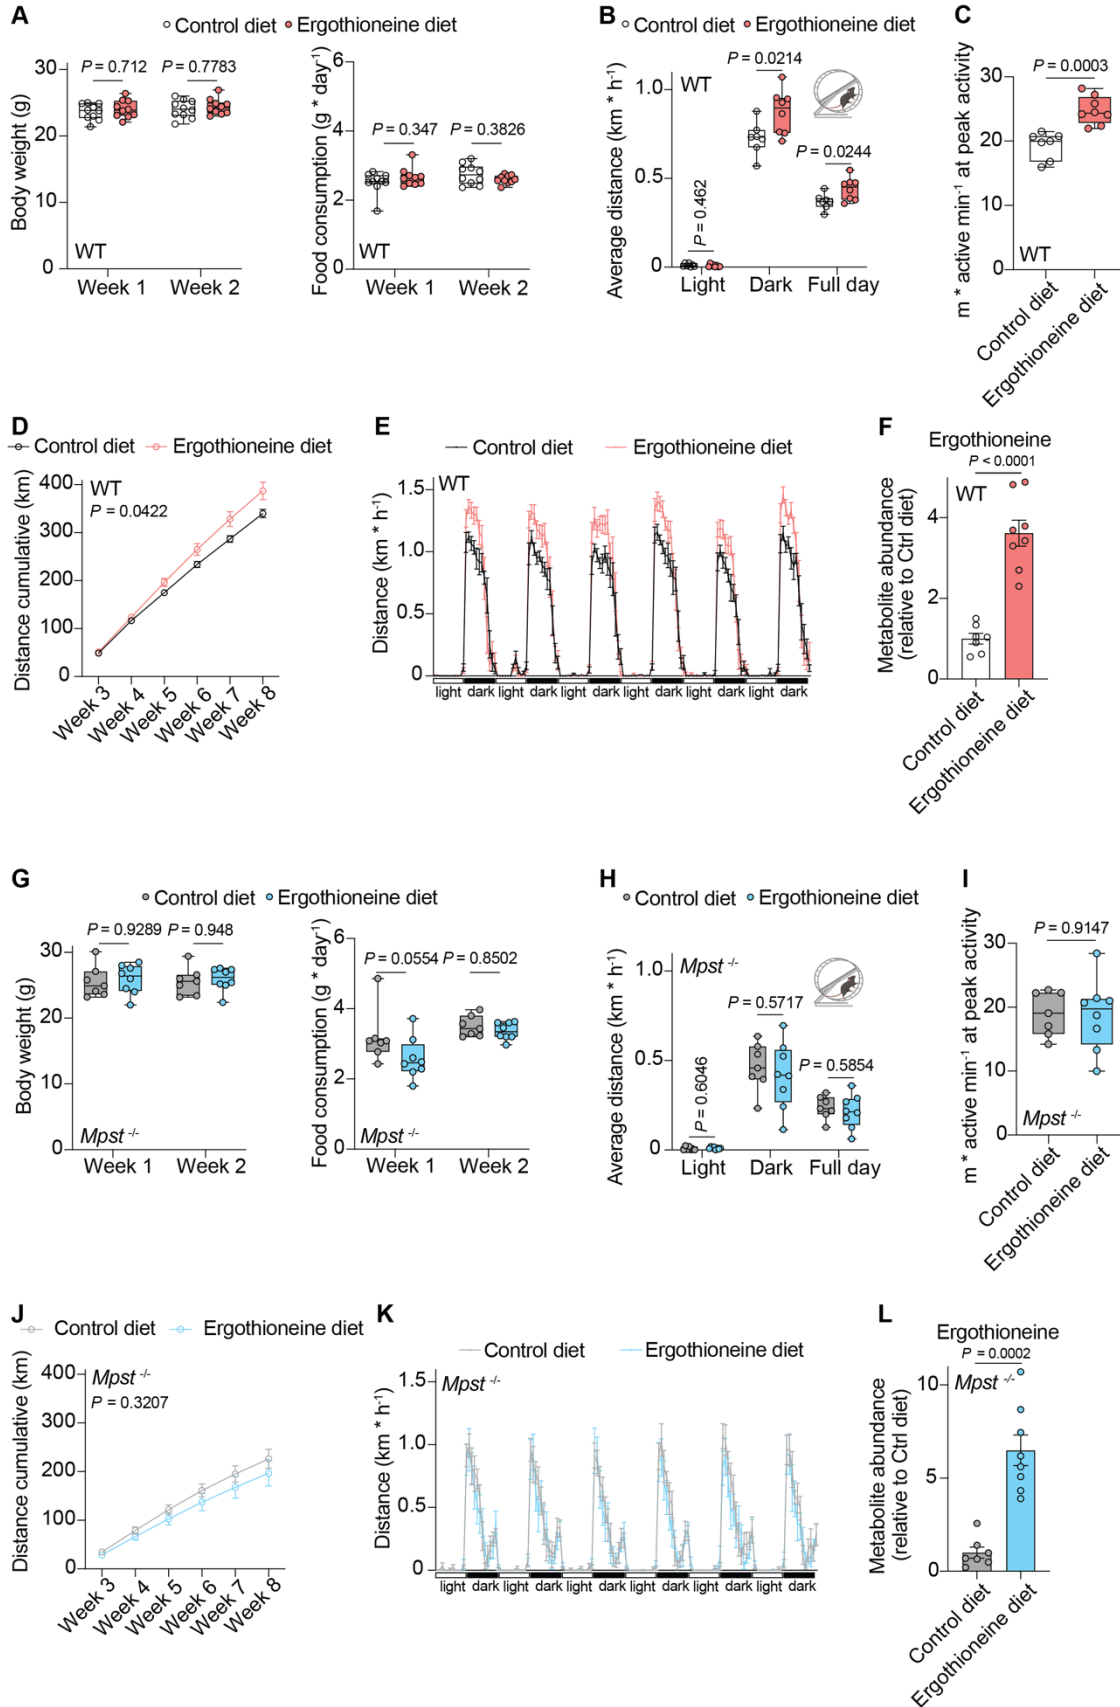 A
Control diet Ergothioneine diet
P = 0.712 P = 0.7783
Body weight (g)
30
20
10
0
WT
Week 1 Week 2
Food consumption (g * day-1)
6
4
2
0
P = 0.347 P = 0.3826
WT
Week 1 Week 2
B
Control diet Ergothioneine diet
Average distance (km * h-1)
1.0
0.5
0
WT
P = 0.0214
P = 0.0244
P = 0.462
Light Dark Full day
C
P = 0.0003
m * active min-1 at peak activity
30
20
10
0
WT
Control diet
Ergothioneine diet
D
Control diet Ergothioneine diet
Distance cumulative (km)
400
300
200
100
0
WT
P = 0.0422
Week 3
Week 4
Week 5
Week 6
Week 7
Week 8
E
Control diet Ergothioneine diet
Distance (km * h-1)
1.5
1.0
0.5
0
WT
light dark light dark light dark light dark light dark light dark
F
Ergothioneine
P < 0.0001
WT
Metabolite abundance
(relative to Ctrl diet)
4
2
0
Control diet
Ergothioneine diet
G
Control diet Ergothioneine diet
P = 0.9289 P = 0.948
Body weight (g)
30
20
10
0
Mpst -/-
Week 1 Week 2
Food consumption (g * day-1)
6
4
2
0
P = 0.0554 P = 0.8502
Mpst -/-
Week 1 Week 2
H
Control diet Ergothioneine diet
Average distance (km * h-1)
1.0
0.5
0
Mpst -/-
P = 0.5717
P = 0.5854
P = 0.6046
Light Dark Full day
I
P = 0.9147
m * active min-1 at peak activity
30
20
10
0
Mpst -/-
Control diet
Ergothioneine diet
J
Control diet Ergothioneine diet
Distance cumulative (km)
400
300
200
100
0
Mpst -/-
P = 0.3207
Week 3
Week 4
Week 5
Week 6
Week 7
Week 8
K
Control diet Ergothioneine diet
Distance (km * h-1)
1.5
1.0
0.5
0
Mpst -/-
light dark light dark light dark light dark light dark light dark
L
Ergothioneine
P = 0.0002
Mpst -/-
Metabolite abundance
(relative to Ctrl diet)
10
5
0
Control diet
Ergothioneine diet